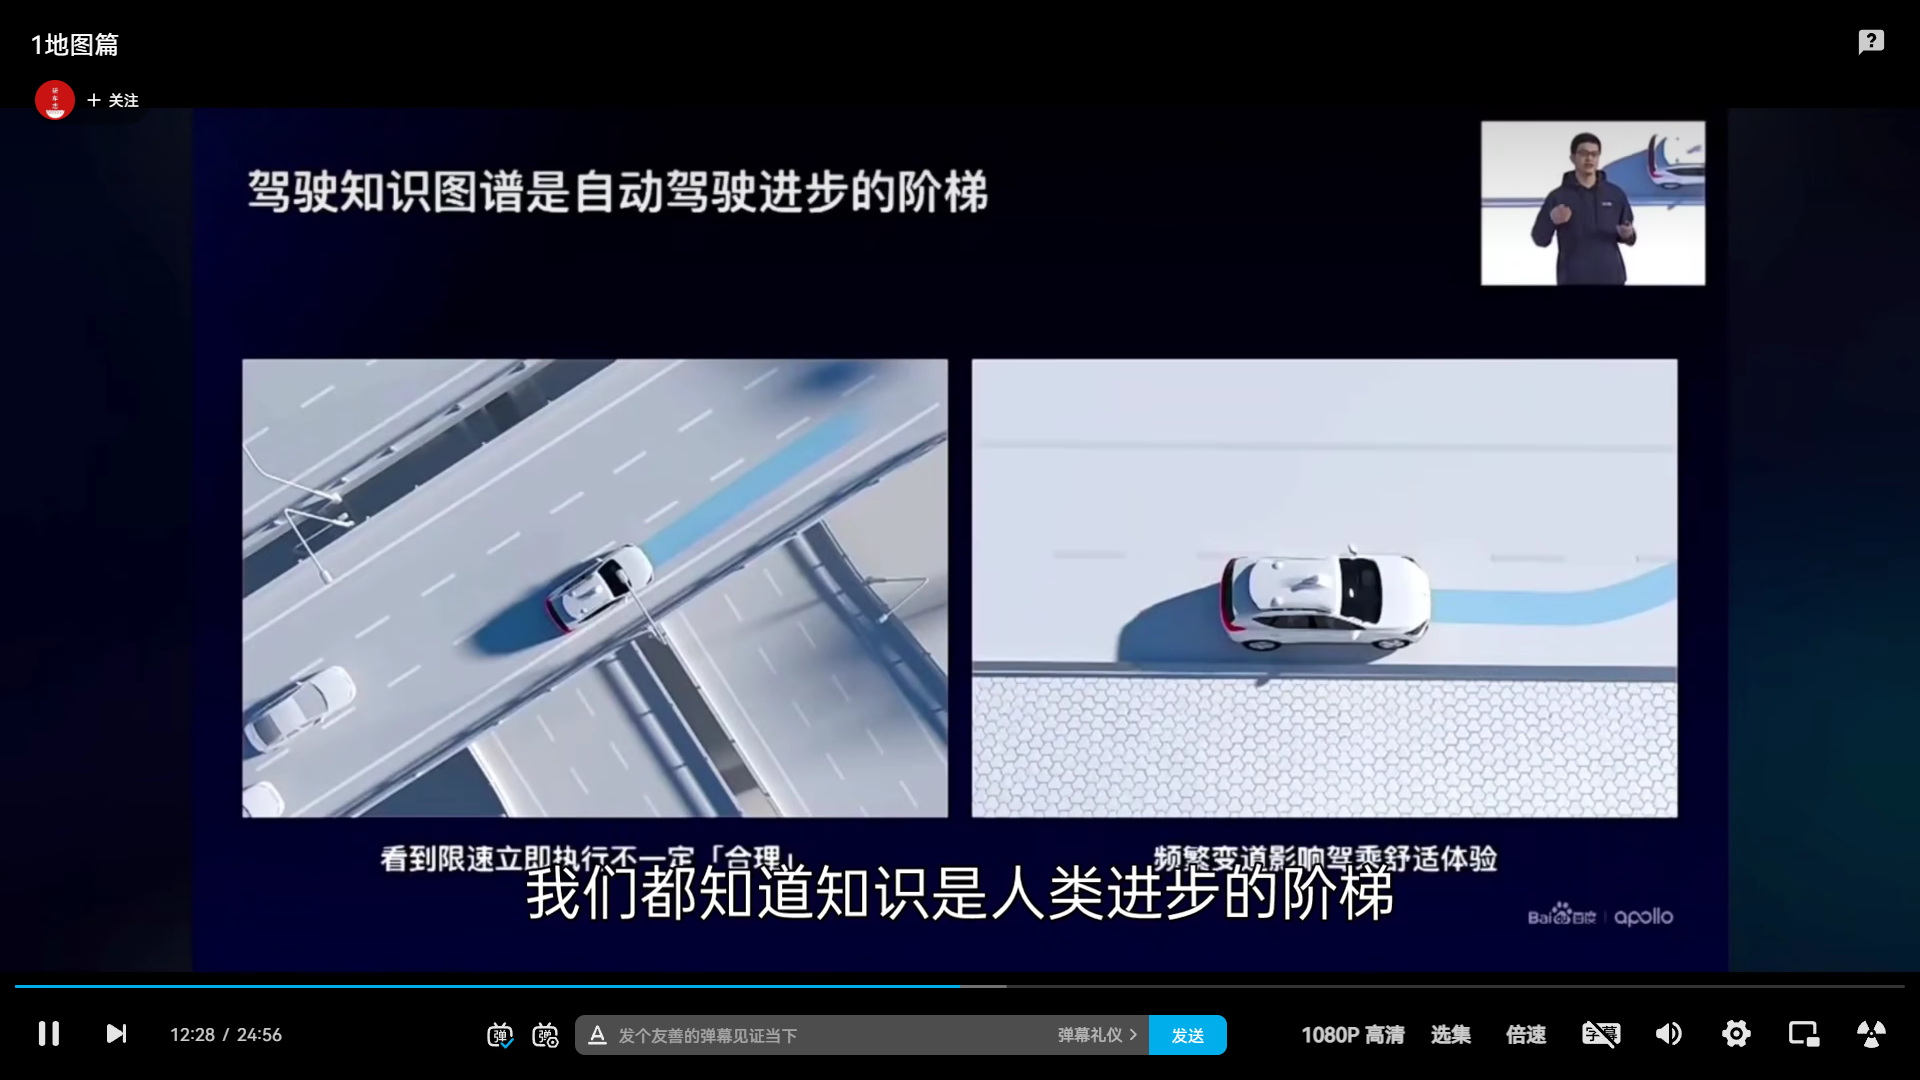 1地图篇
+ 关注
驾驶知识图谱是自动驾驶进步的阶梯
看到限速立即执行不一定「合理」
频繁变道影响驾乘舒适体验
我们都知道知识是人类进步的阶梯
Bai百度 | apollo
12:28 / 24:56
弹
弹
A 发个友善的弹幕见证当下
弹幕礼仪
发送
1080P 高清
选集
倍速
字幕